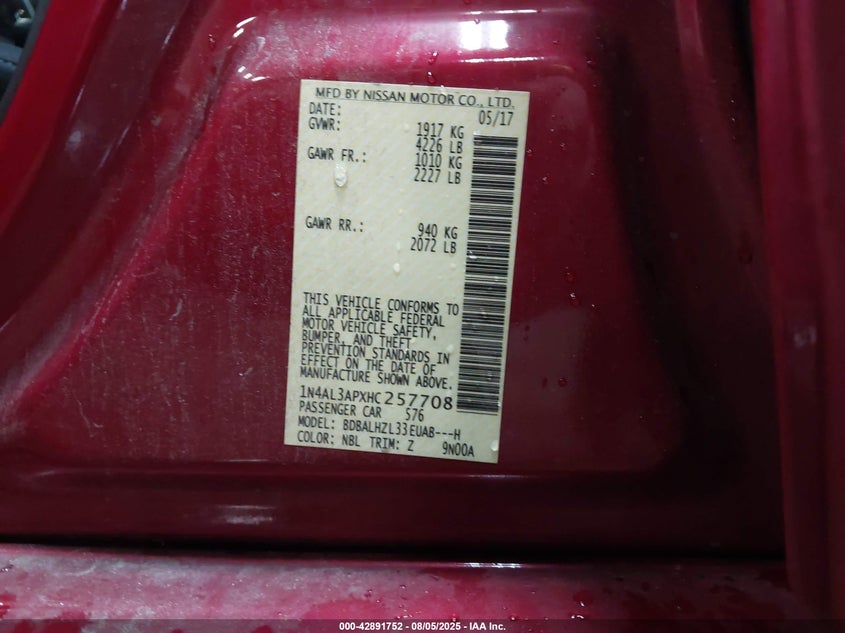 MFD BY NISSAN MOTOR CO., LTD.
DATE: 05/17
GVWR: 1917 KG
4226 LB
GAWR FR.: 1010 KG
2227 LB
GAWR RR.: 940 KG
2072 LB
THIS VEHICLE CONFORMS TO
ALL APPLICABLE FEDERAL
MOTOR VEHICLE SAFETY,
BUMPER, AND THEFT
PREVENTION STANDARDS IN
EFFECT ON THE DATE OF
MANUFACTURE SHOWN ABOVE.
1N4AL3APXHC257708
PASSENGER CAR 576
MODEL: BDBALHZL33EUAB---H
COLOR: NBL TRIM: Z 9N00A
000-42891752 - 08/05/2025 - IAA Inc.